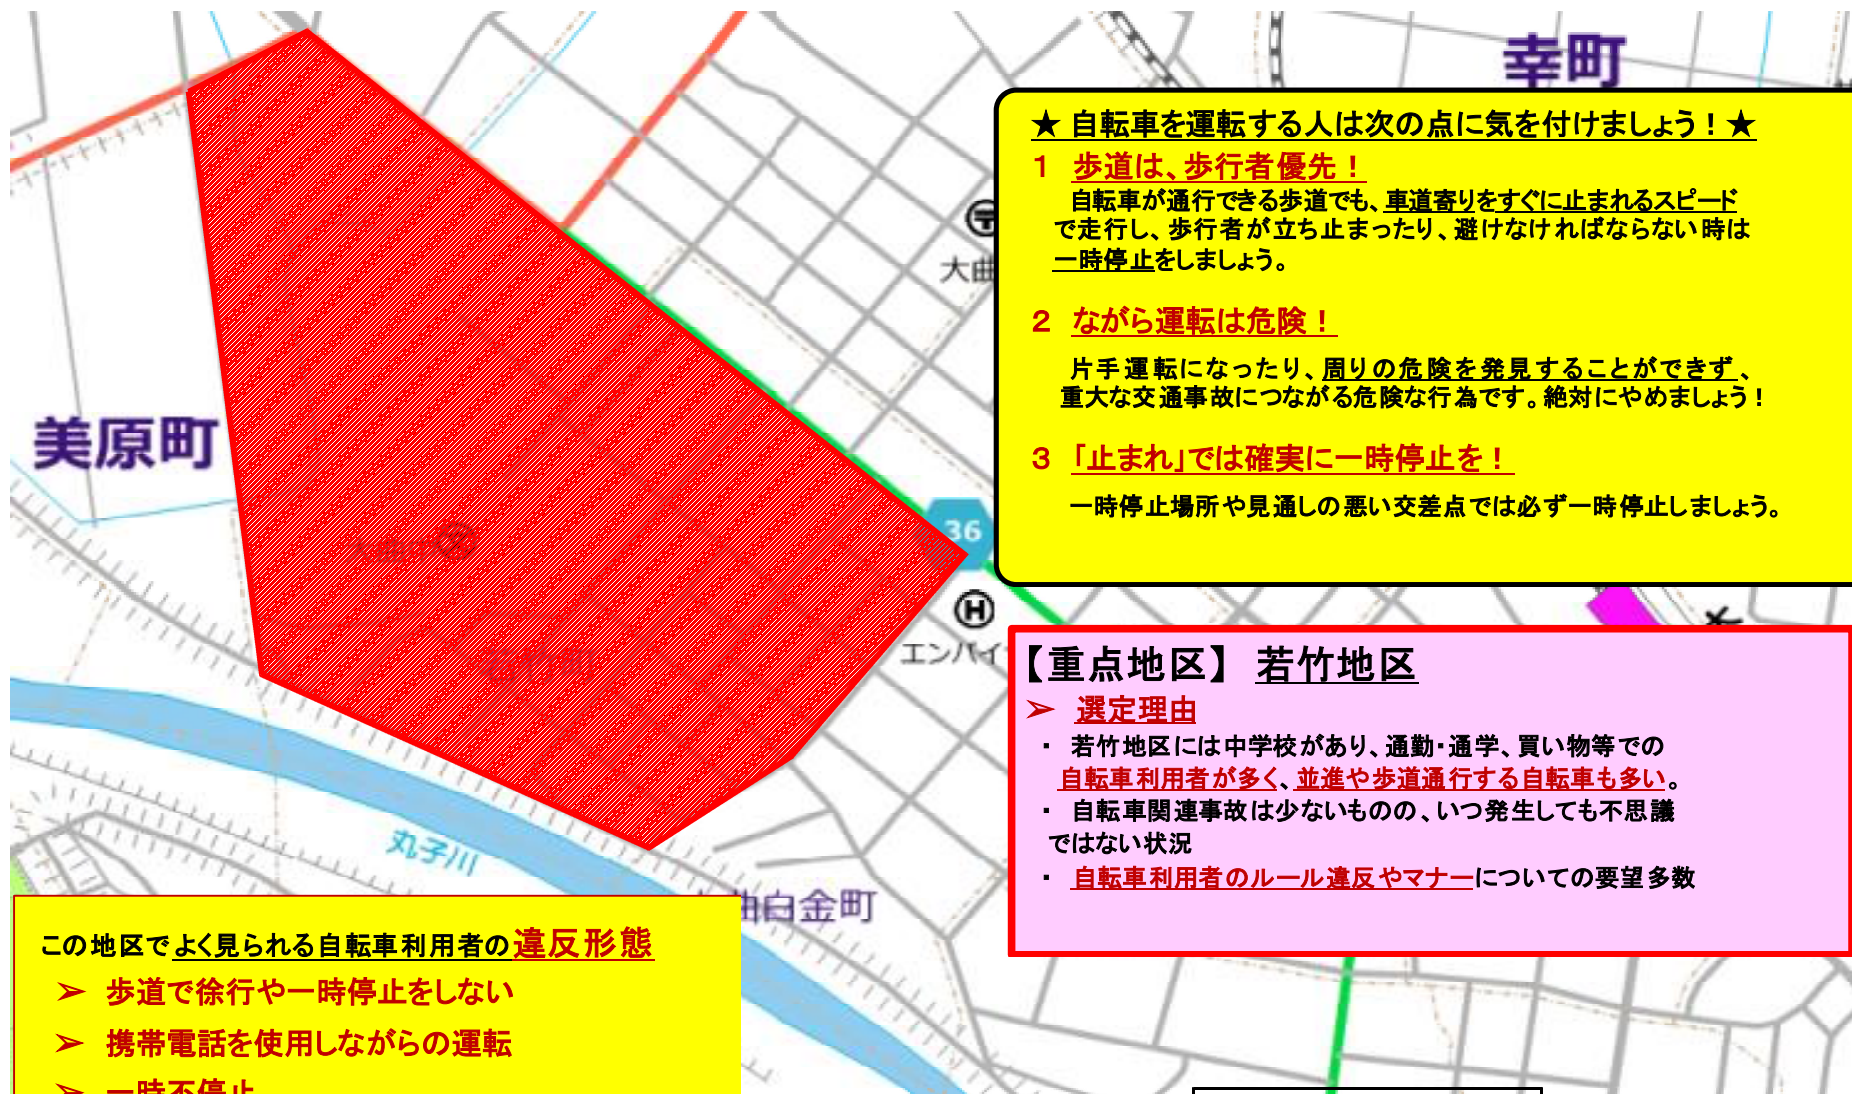 幸町
★ 自転車を運転する人は次の点に気を付けましょう！★
1 歩道は、歩行者優先！
自転車が通行できる歩道でも、車道寄りをすぐに止まれるスピード
で走行し、歩行者が立ち止まったり、避けなければならない時は
一時停止をしましょう。
2 ながら運転は危険！
片手運転になったり、周りの危険を発見することができず、
重大な交通事故につながる危険な行為です。絶対にやめましょう！
3 「止まれ」では確実に一時停止を！
一時停止場所や見通しの悪い交差点では必ず一時停止しましょう。
大曲
美原町
36
H
エンパイ
【重点地区】 若竹地区
➢ 選定理由
・ 若竹地区には中学校があり、通勤・通学、買い物等での
自転車利用者が多く、並進や歩道通行する自転車も多い。
・ 自転車関連事故は少ないものの、いつ発生しても不思議
ではない状況
・ 自転車利用者のルール違反やマナーについての要望多数
丸子川
曲白金町
この地区でよく見られる自転車利用者の違反形態
➢ 歩道で徐行や一時停止をしない
➢ 携帯電話を使用しながらの運転
➢ 一時不停止